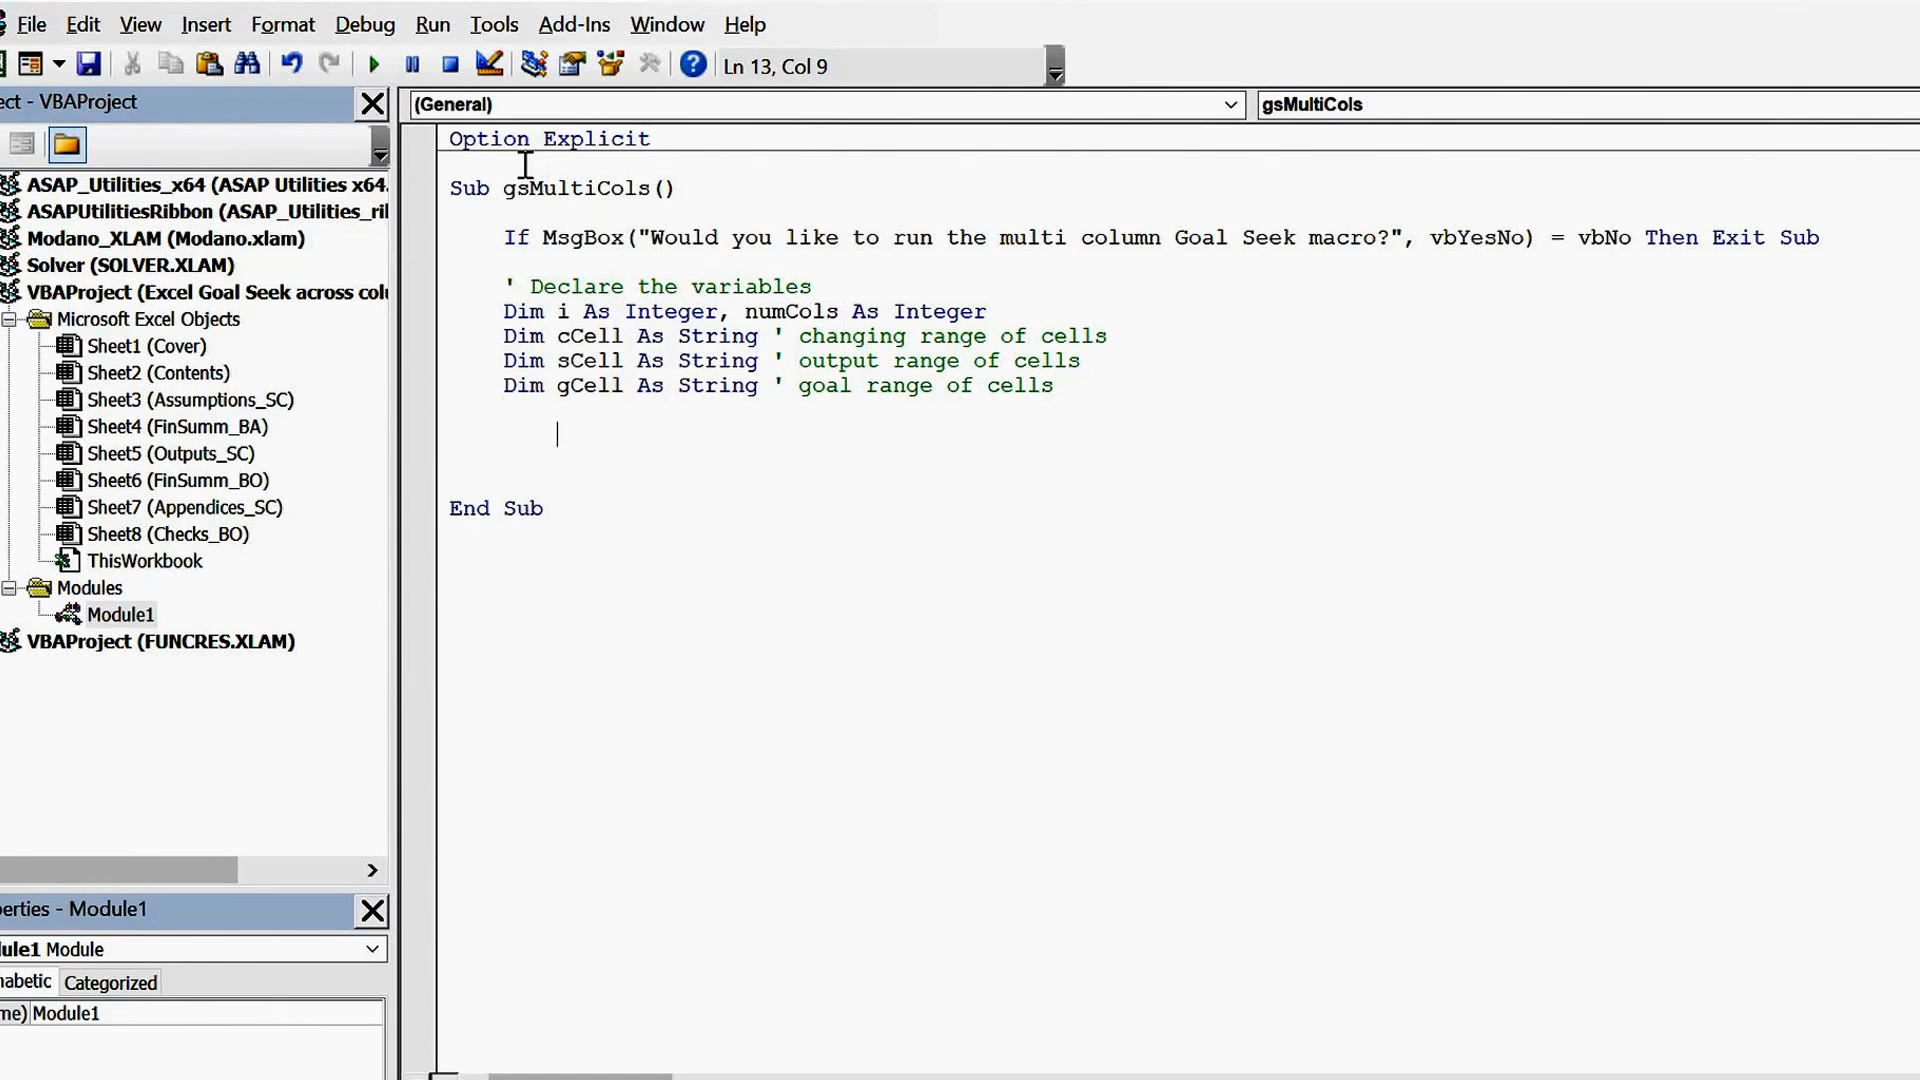 File Edit View Insert Format Debug Run Tools Add-Ins Window Help
Ln 13, Col 9
ect - VBAProject
(General)
gsMultiCols
ASAP_Utilities_x64 (ASAP Utilities x64.
ASAPUtilitiesRibbon (ASAP_Utilities_ri
Modano_XLAM (Modano.xlam)
Solver (SOLVER.XLAM)
VBAProject (Excel Goal Seek across col
Microsoft Excel Objects
Sheet1 (Cover)
Sheet2 (Contents)
Sheet3 (Assumptions_SC)
Sheet4 (FinSumm_BA)
Sheet5 (Outputs_SC)
Sheet6 (FinSumm_BO)
Sheet7 (Appendices_SC)
Sheet8 (Checks_BO)
ThisWorkbook
Modules
Module1
VBAProject (FUNCRES.XLAM)
erties - Module1
ule1 Module
abetic Categorized
me) Module1
Option Explicit
Sub gsMultiCols()
If MsgBox("Would you like to run the multi column Goal Seek macro?", vbYesNo) = vbNo Then Exit Sub
' Declare the variables
Dim i As Integer, numCols As Integer
Dim cCell As String ' changing range of cells
Dim sCell As String ' output range of cells
Dim gCell As String ' goal range of cells
End Sub